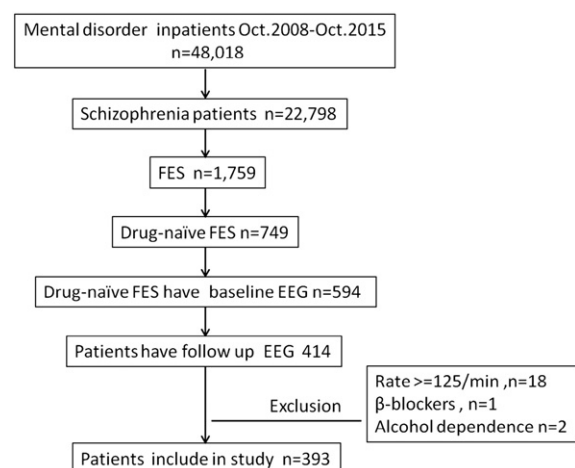 Mental disorder inpatients Oct.2008-Oct.2015
n=48,018
Schizophrenia patients n=22,798
FES n=1,759
Drug-naïve FES n=749
Drug-naïve FES have baseline EEG n=594
Patients have follow up EEG 414
Exclusion
Rate >=125/min ,n=18
β-blockers , n=1
Alcohol dependence n=2
Patients include in study n=393